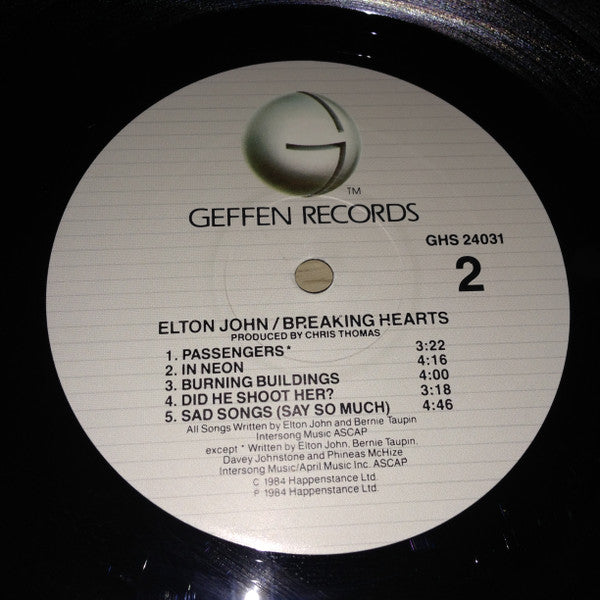 G
TM
GEFFEN RECORDS
GHS 24031
2
ELTON JOHN/BREAKING HEARTS
PRODUCED BY CHRIS THOMAS
1. PASSENGERS* 3:22
2. IN NEON 4:16
3. BURNING BUILDINGS 4:00
4. DID HE SHOOT HER? 3:18
5. SAD SONGS (SAY SO MUCH) 4:46
All Songs Written by Elton John and Bernie Taupin
Intersong Music ASCAP
except * Written by Elton John, Bernie Taupin,
Davey Johnstone and Phineas McHize
Intersong Music/April Music Inc. ASCAP
C 1984 Happenstance Ltd.
P 1984 Happenstance Ltd.